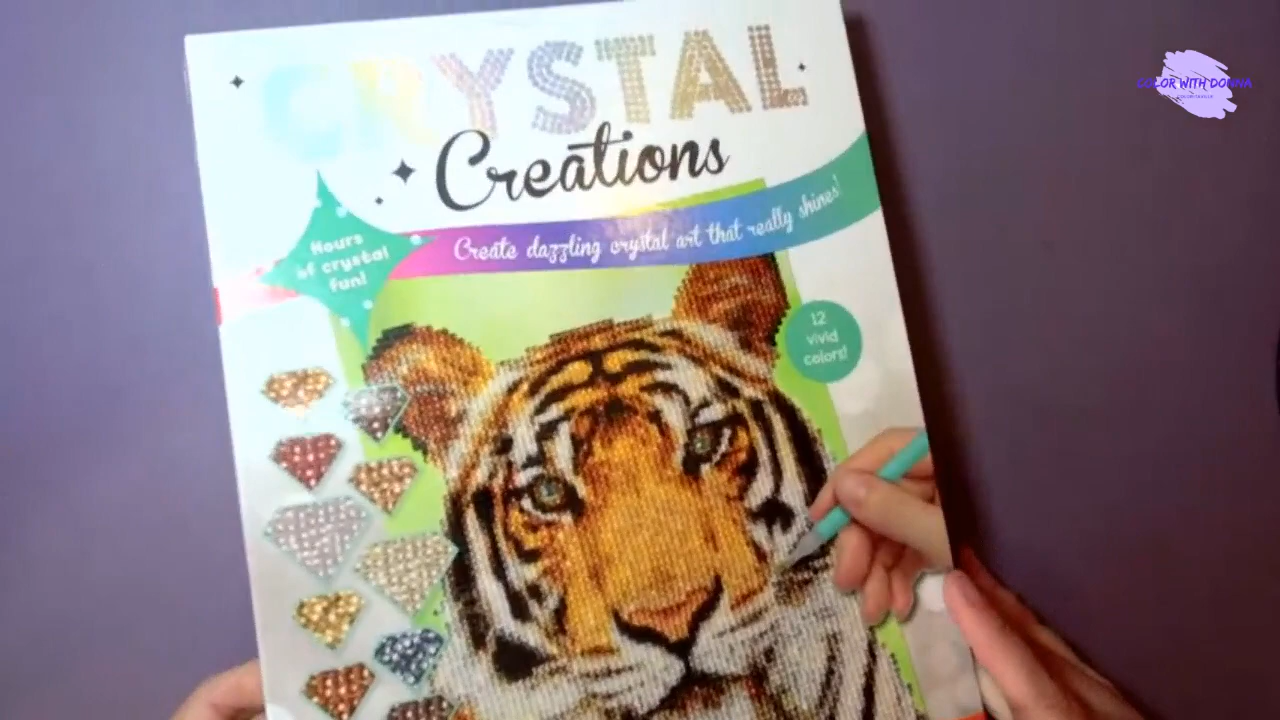 CRYSTAL
Creations
Create dazzling crystal art that really shines!
Hours
of crystal
fun!
12
vivid
colors!
COLOR WITH DONNA